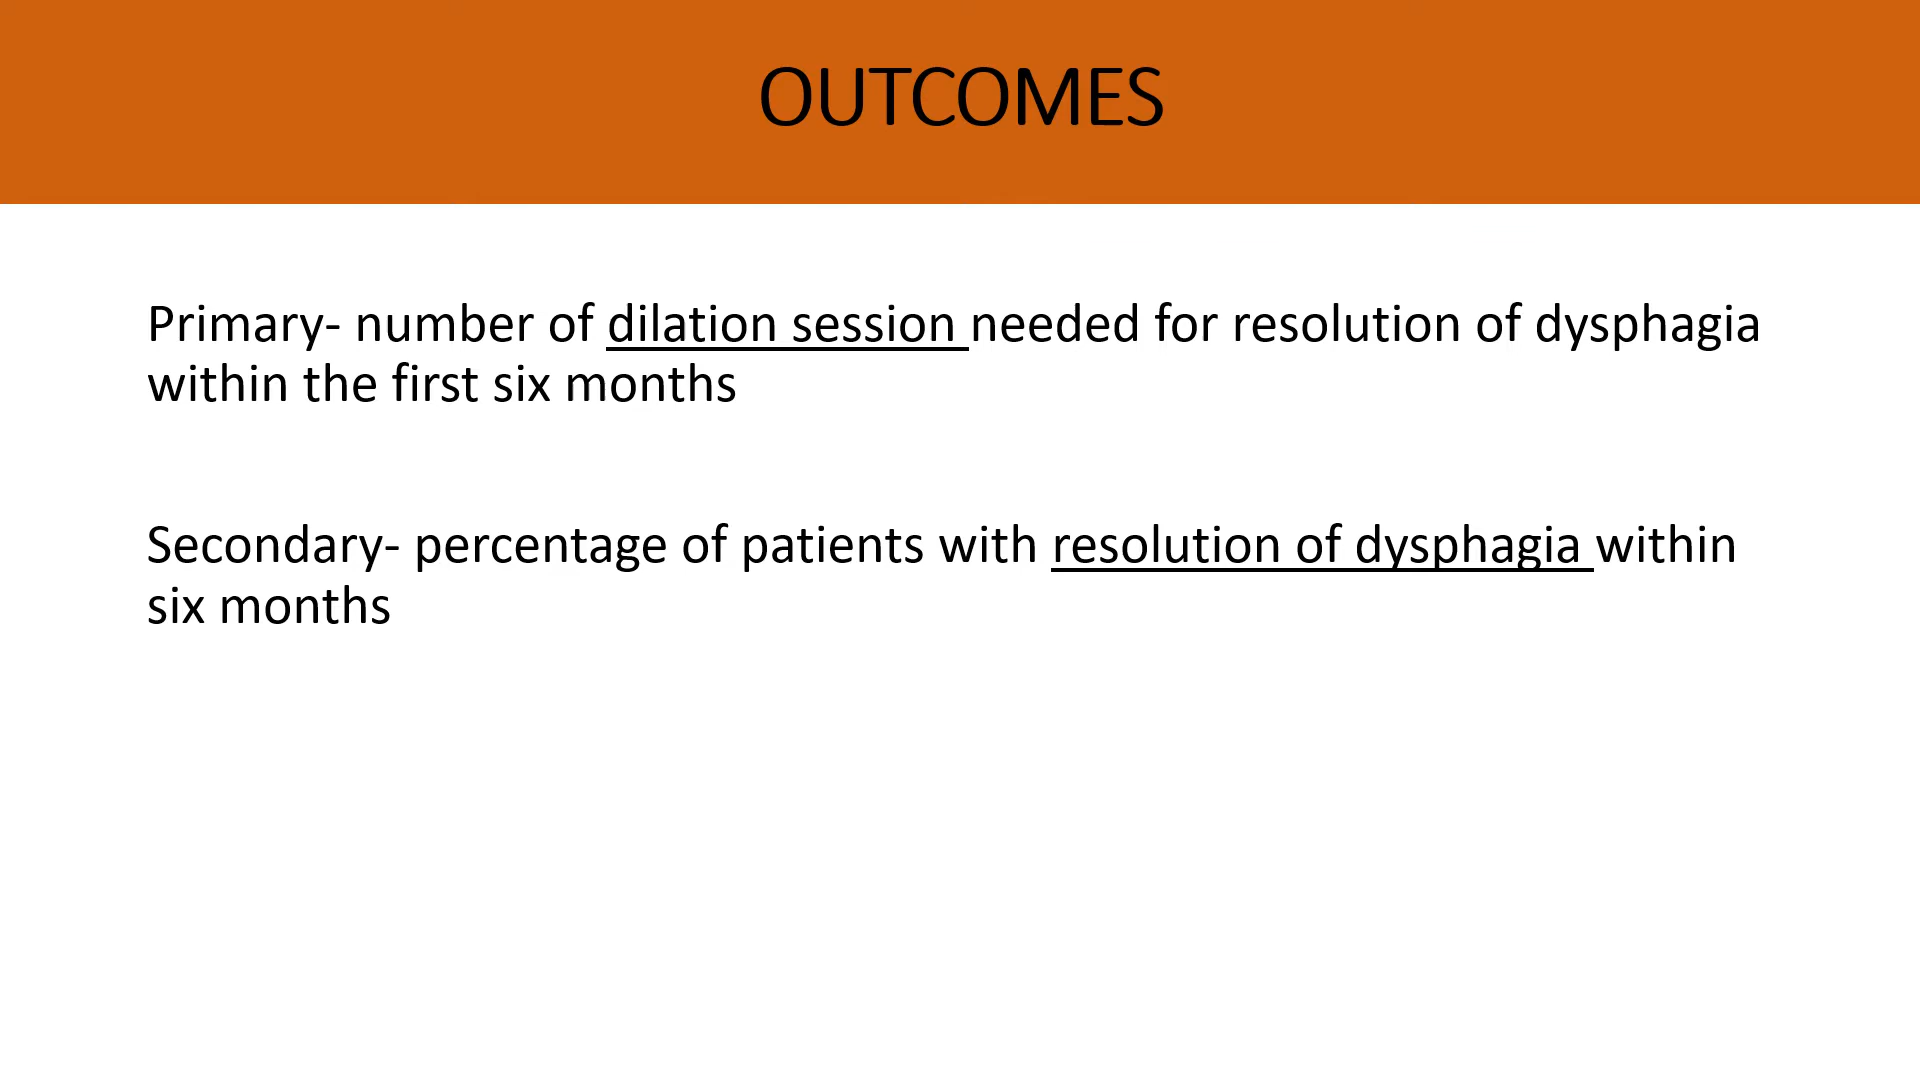 OUTCOMES
Primary- number of dilation session needed for resolution of dysphagia
within the first six months
Secondary- percentage of patients with resolution of dysphagia within
six months